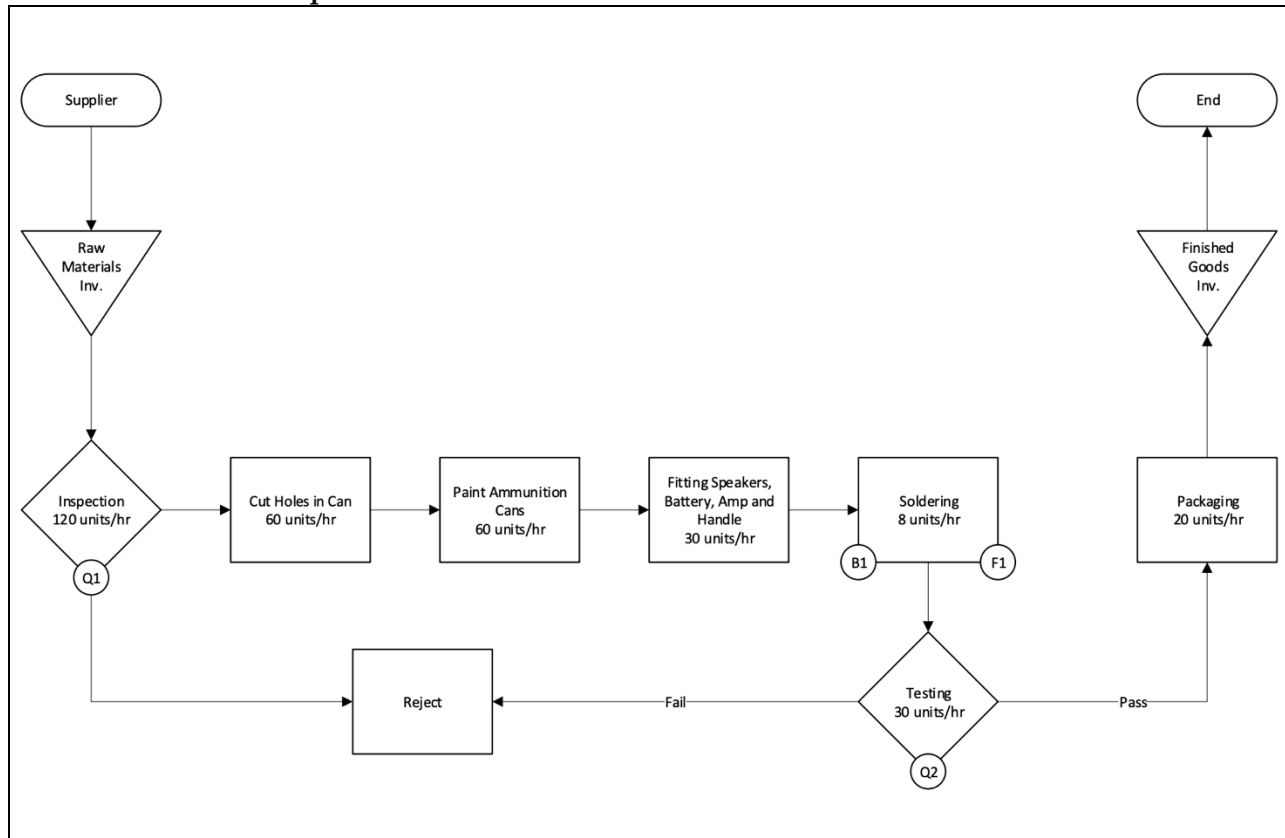 Supplier
End
Raw
Materials
Inv.
Finished
Goods
Inv.
Inspection
120 units/hr
Q1
Cut Holes in Can
60 units/hr
Paint Ammunition
Cans
60 units/hr
Fitting Speakers,
Battery, Amp and
Handle
30 units/hr
Soldering
8 units/hr
B1
F1
Packaging
20 units/hr
Reject
Fail
Testing
30 units/hr
Q2
Pass